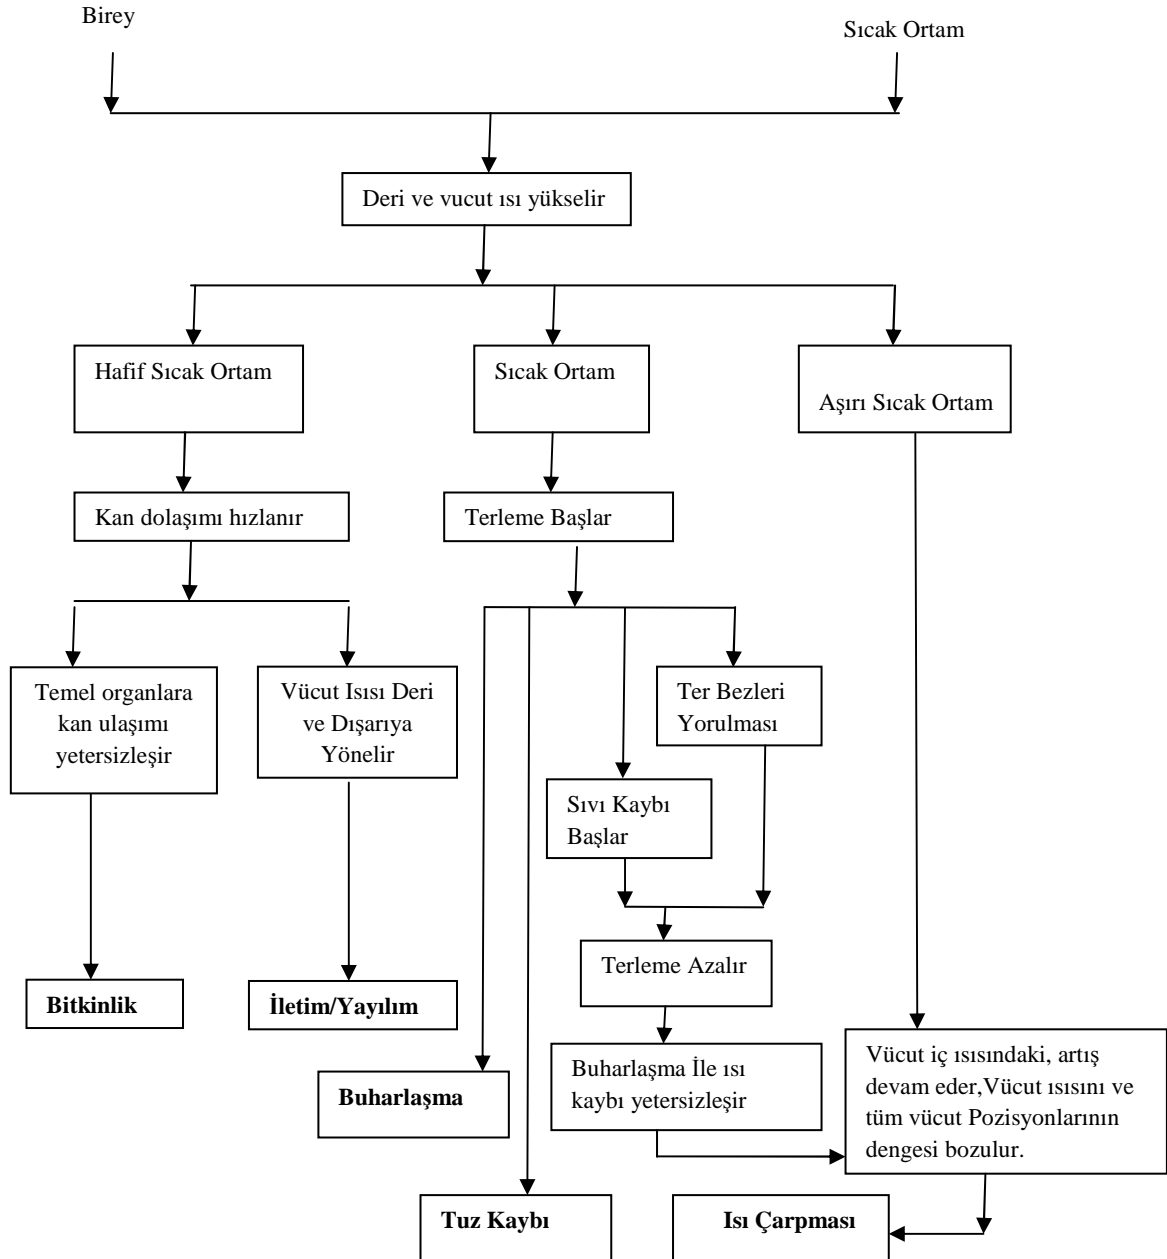 Birey
Sıcak Ortam
Deri ve vucut ısı yükselir
Hafif Sıcak Ortam
Sıcak Ortam
Aşırı Sıcak Ortam
Kan dolaşımı hızlanır
Terleme Başlar
Temel organlara
kan ulaşımı
yetersizleşir
Vücut Isısı Deri
ve Dışarıya
Yönelir
Ter Bezleri
Yorulması
Sıvı Kaybı
Başlar
Terleme Azalır
Bitkinlik
İletim/Yayılım
Buharlaşma
Buharlaşma İle ısı
kaybı yetersizleşir
Vücut iç ısısındaki, artış
devam eder,Vücut ısısını ve
tüm vücut Pozisyonlarının
dengesi bozulur.
Tuz Kaybı
Isı Çarpması